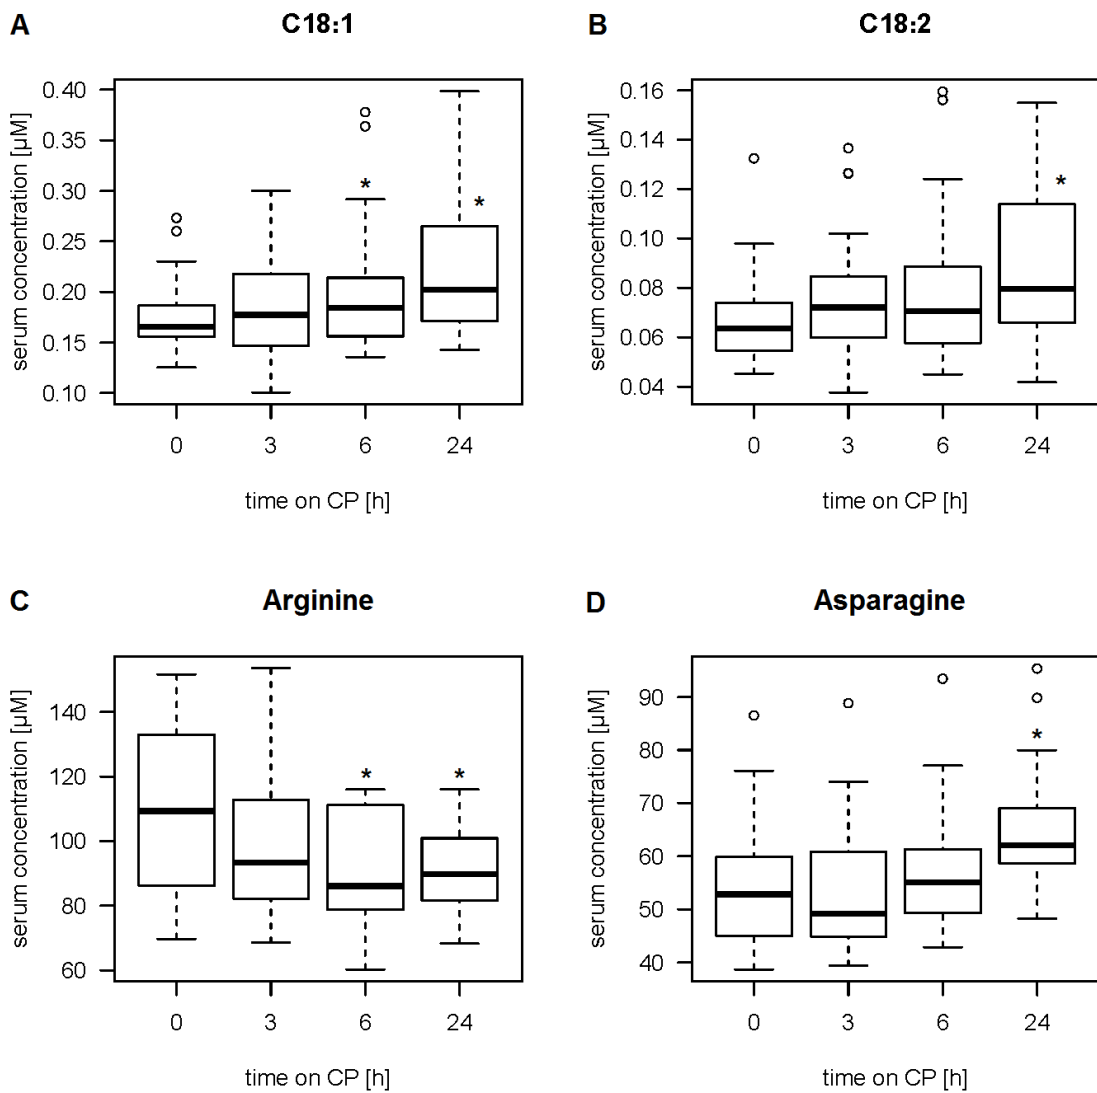 A
C18:1
serum concentration [µM]
0.40
0.35
0.30
0.25
0.20
0.15
0.10
*
*
0 3 6 24
time on CP [h]
B
C18:2
serum concentration [µM]
0.16
0.14
0.12
0.10
0.08
0.06
0.04
*
0 3 6 24
time on CP [h]
C
Arginine
serum concentration [µM]
140
120
100
80
60
* *
0 3 6 24
time on CP [h]
D
Asparagine
serum concentration [µM]
90
80
70
60
50
40
*
0 3 6 24
time on CP [h]